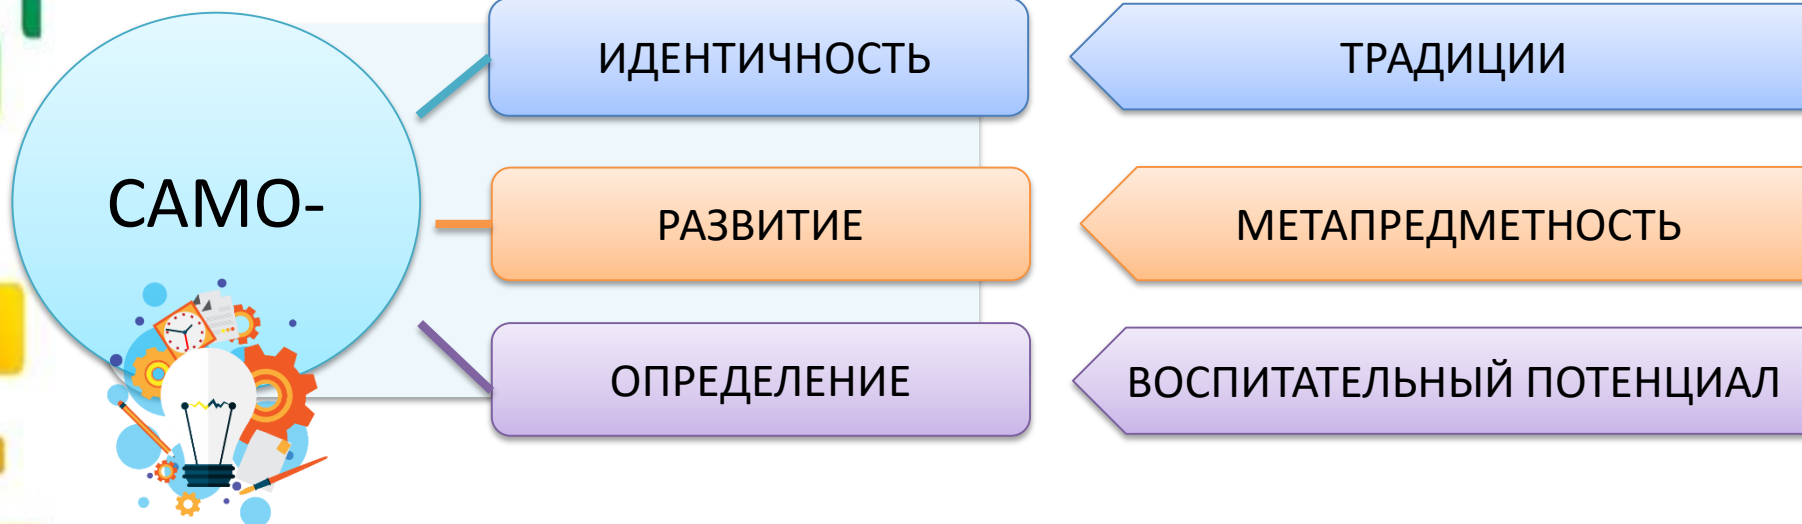 САМО-
ИДЕНТИЧНОСТЬ
ТРАДИЦИИ
РАЗВИТИЕ
МЕТАПРЕДМЕТНОСТЬ
ОПРЕДЕЛЕНИЕ
ВОСПИТАТЕЛЬНЫЙ ПОТЕНЦИАЛ